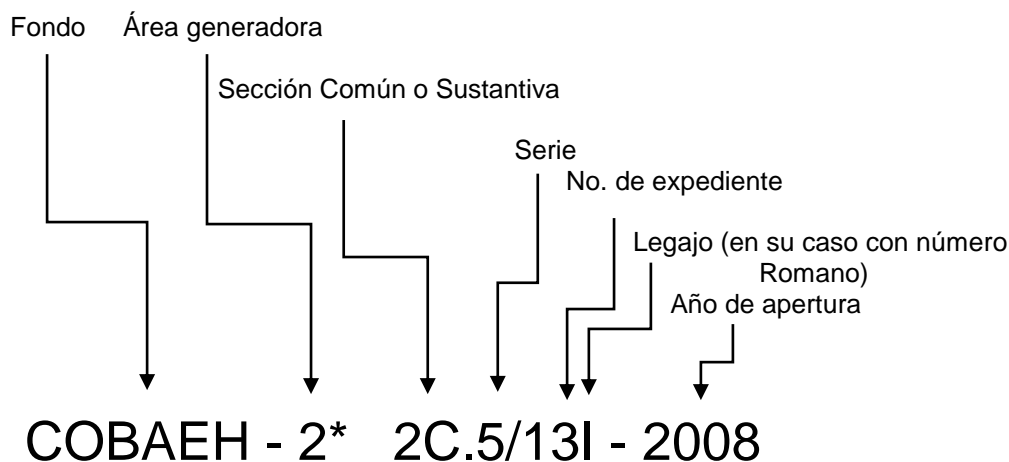 Fondo Área generadora
Sección Común o Sustantiva
Serie
No. de expediente
Legajo (en su caso con número
Romano)
Año de apertura
COBAEH - 2* 2C.5/13I - 2008